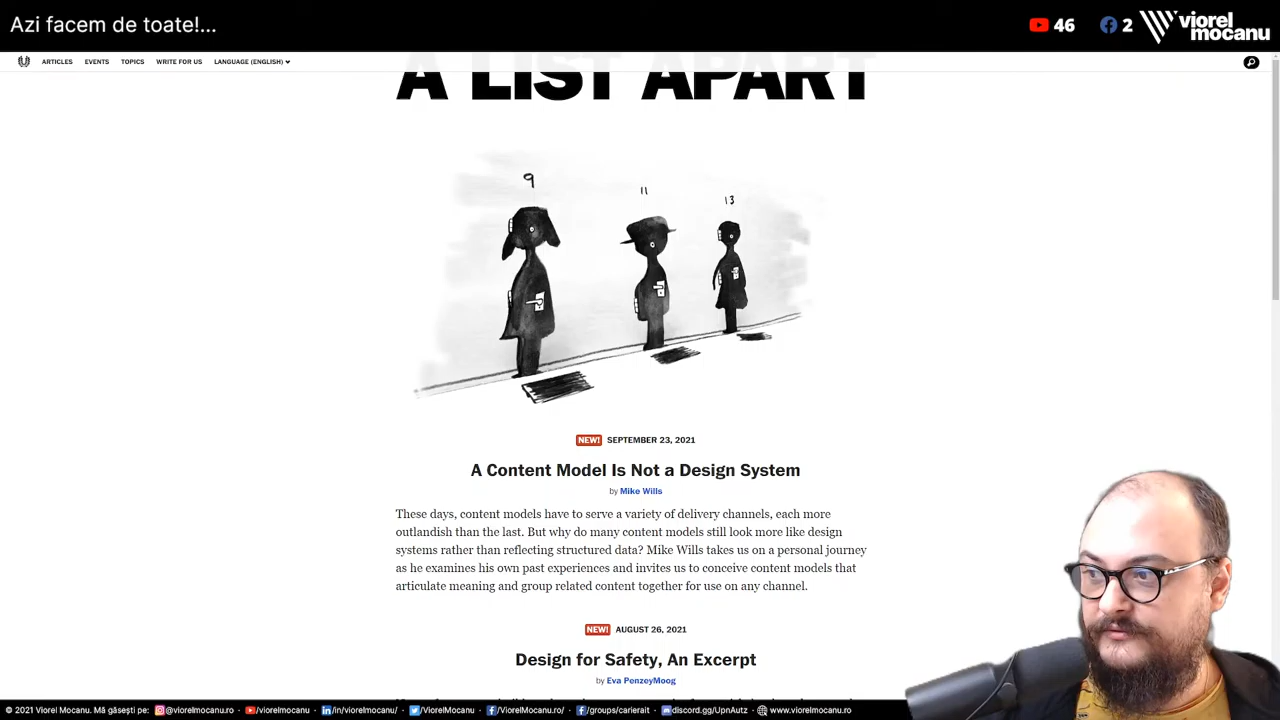 Azi facem de toate!...
46
2
viorel
mocanu
ARTICLES EVENTS TOPICS WRITE FOR US LANGUAGE (ENGLISH)
A LIST APART
9
11
13
NEW! SEPTEMBER 23, 2021
A Content Model Is Not a Design System
by Mike Wills
These days, content models have to serve a variety of delivery channels, each more
outlandish than the last. But why do many content models still look more like design
systems rather than reflecting structured data? Mike Wills takes us on a personal journey
as he examines his own past experiences and invites us to conceive content models that
articulate meaning and group related content together for use on any channel.
NEW! AUGUST 26, 2021
Design for Safety, An Excerpt
by Eva PenzeyMoog
© 2021 Viorel Mocanu. Mă găsești pe: @viorelmocanu.ro · /viorelmocanu · /in/viorelmocanu/ · /ViorelMocanu · /ViorelMocanu.ro/ · /groups/carierait · discord.gg/UpnAutz · www.viorelmocanu.ro